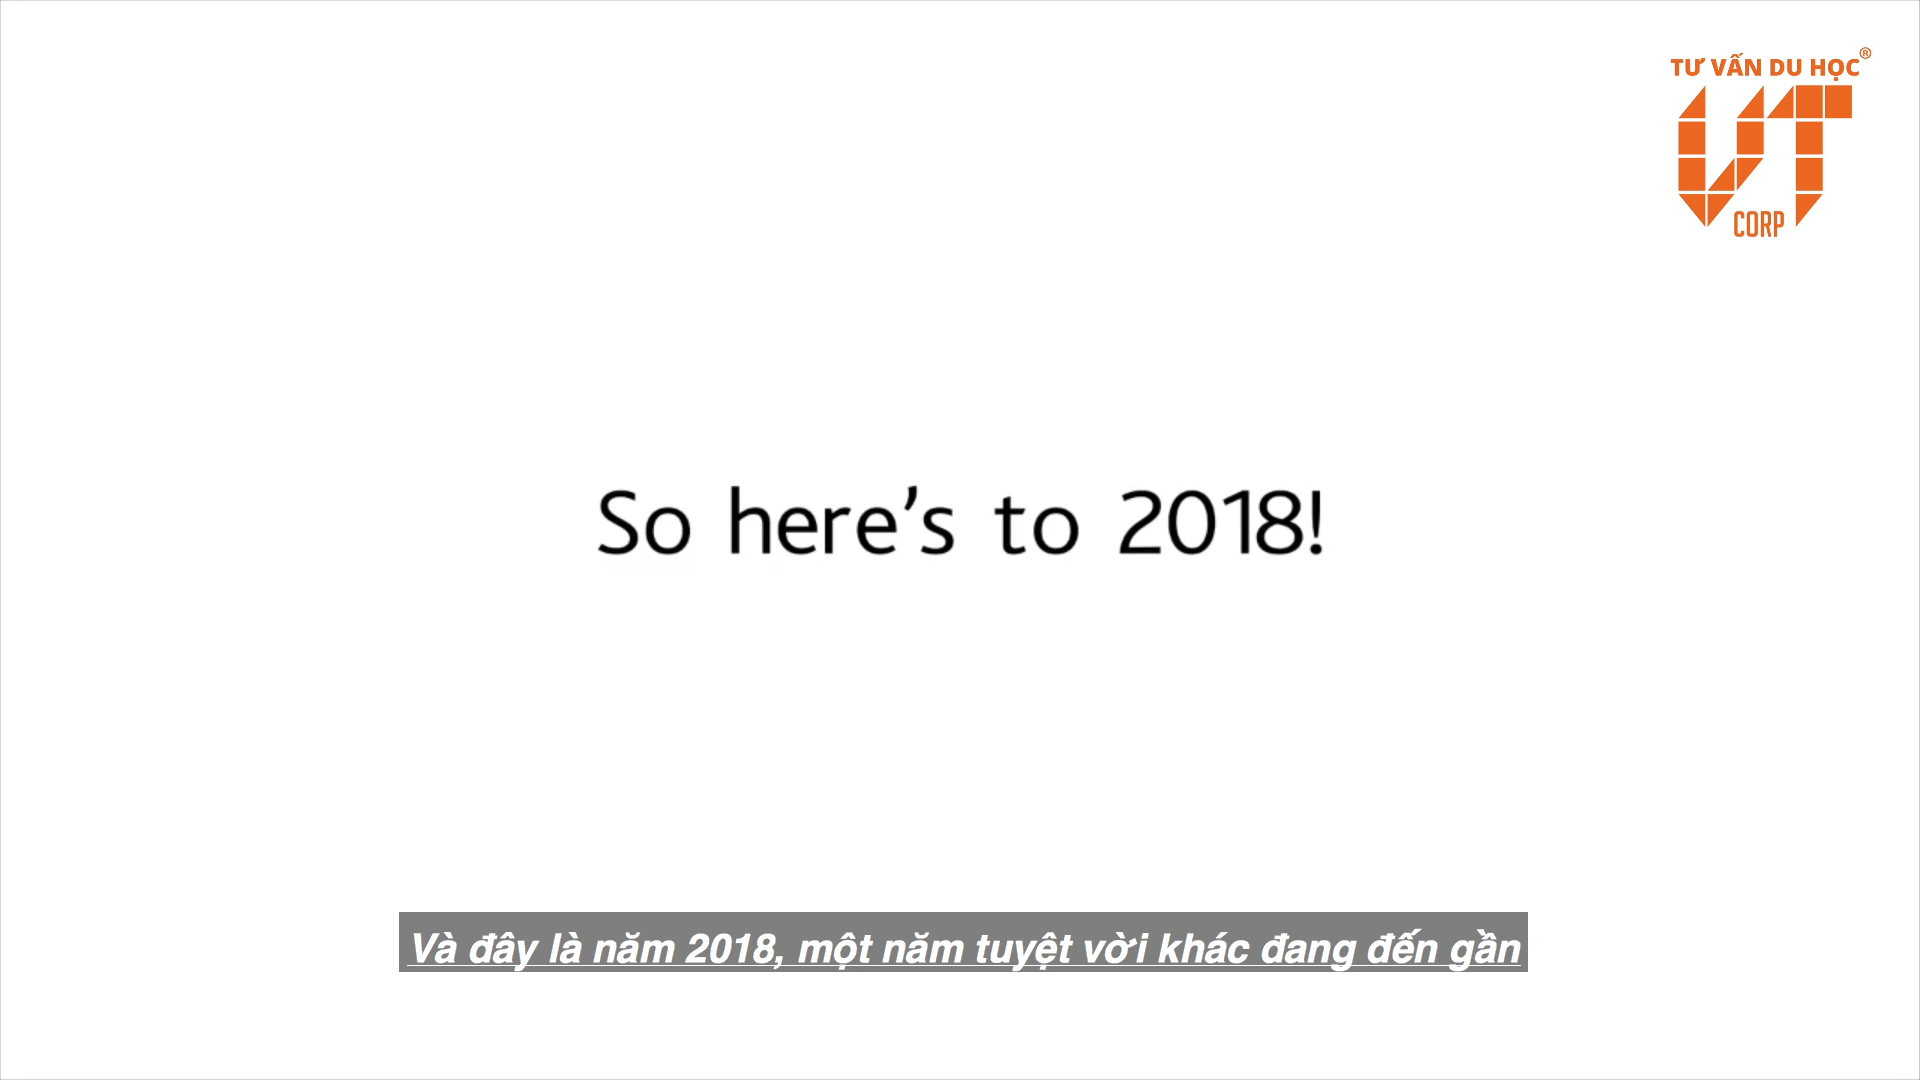 TƯ VẤN DU HỌC®
VT
CORP
So here's to 2018!
Và đây là năm 2018, một năm tuyệt vời khác đang đến gần